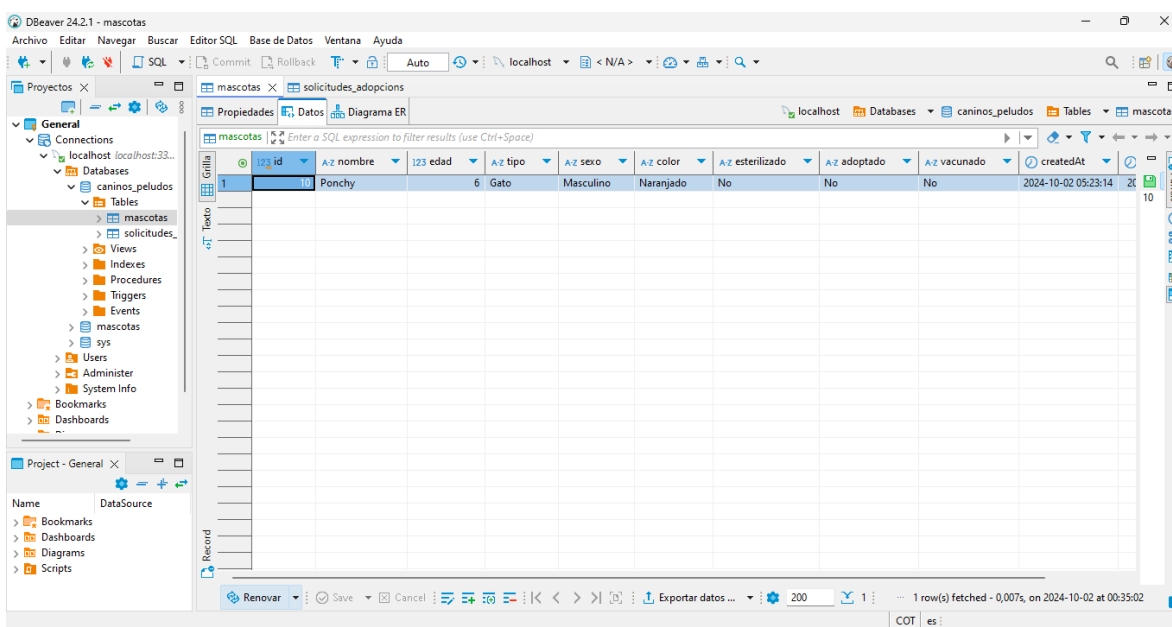 DBeaver 24.2.1 - mascotas
Archivo Editar Navegar Buscar Editor SQL Base de Datos Ventana Ayuda
SQL Commit Rollback Auto localhost < N/A >
Proyectos
mascotas solicitudes_adopcions
General
Connections
localhost localhost:33...
Databases
caninos_peludos
Tables
mascotas
solicitudes_
Views
Indexes
Procedures
Triggers
Events
mascotas
sys
Users
Administer
System Info
Bookmarks
Dashboards
Propiedades Datos Diagrama ER
localhost Databases caninos_peludos Tables mascota
mascotas Enter a SQL expression to filter results (use Ctrl+Space)
Grilla
Texto
Record
123 id A-Z nombre 123 edad A-Z tipo A-Z sexo A-Z color A-Z esterilizado A-Z adoptado A-Z vacunado createdAt
1 10 Ponchy 6 Gato Masculino Naranjado No No No 2024-10-02 05:23:14 20
10
Project - General
Name DataSource
Bookmarks
Dashboards
Diagrams
Scripts
Renovar Save Cancel Exportar datos ... 200 1 ... 1 row(s) fetched - 0,007s, on 2024-10-02 at 00:35:02
COT es